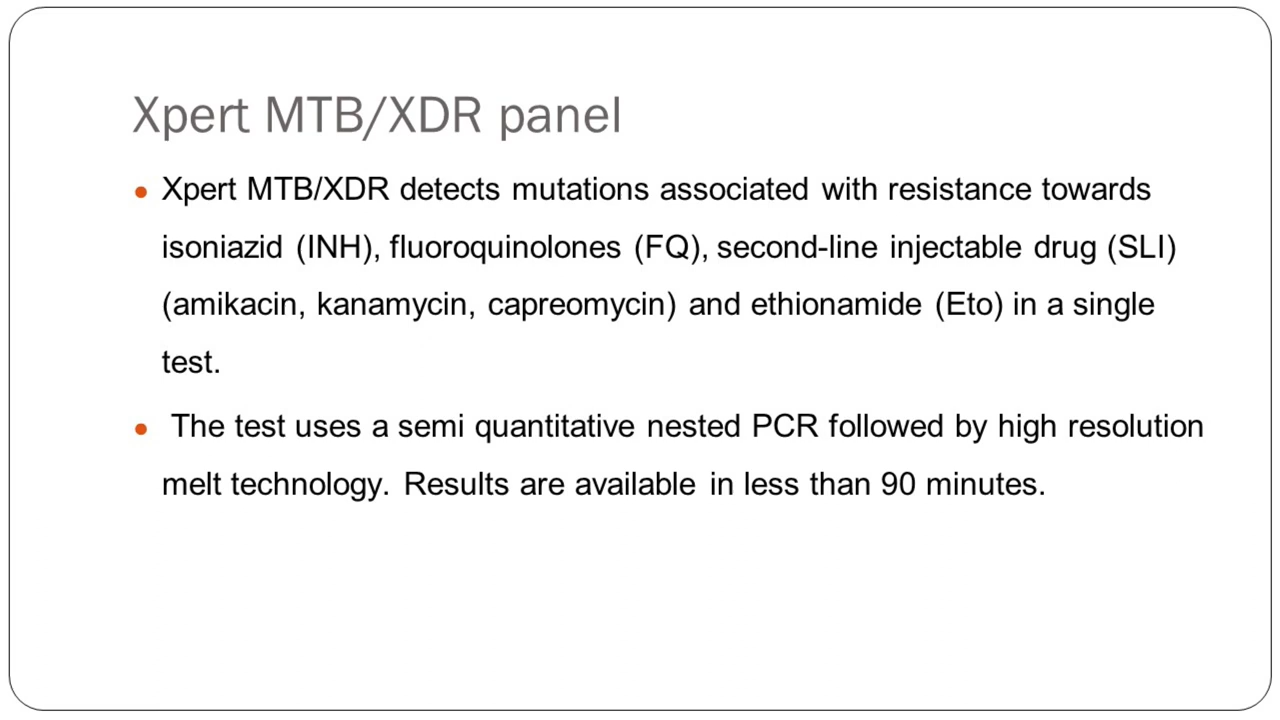 Xpert MTB/XDR panel
• Xpert MTB/XDR detects mutations associated with resistance towards
isoniazid (INH), fluoroquinolones (FQ), second-line injectable drug (SLI)
(amikacin, kanamycin, capreomycin) and ethionamide (Eto) in a single
test.
• The test uses a semi quantitative nested PCR followed by high resolution
melt technology. Results are available in less than 90 minutes.